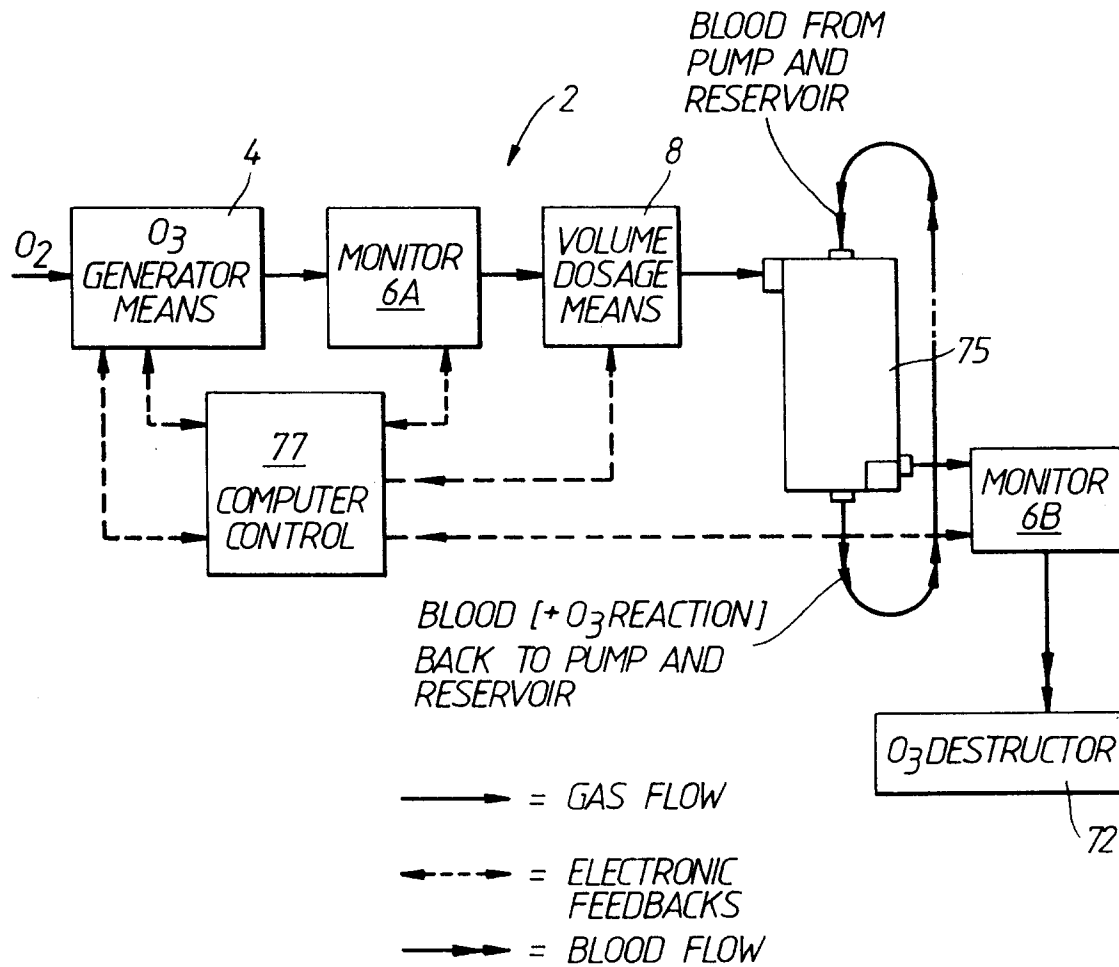 BLOOD FROM
PUMP AND
RESERVOIR
2
4
8
O2
O3
GENERATOR
MEANS
MONITOR
6A
VOLUME
DOSAGE
MEANS
75
77
COMPUTER
CONTROL
MONITOR
6B
BLOOD [+ O3 REACTION]
BACK TO PUMP AND
RESERVOIR
O3 DESTRUCTOR
72
= GAS FLOW
= ELECTRONIC
FEEDBACKS
= BLOOD FLOW